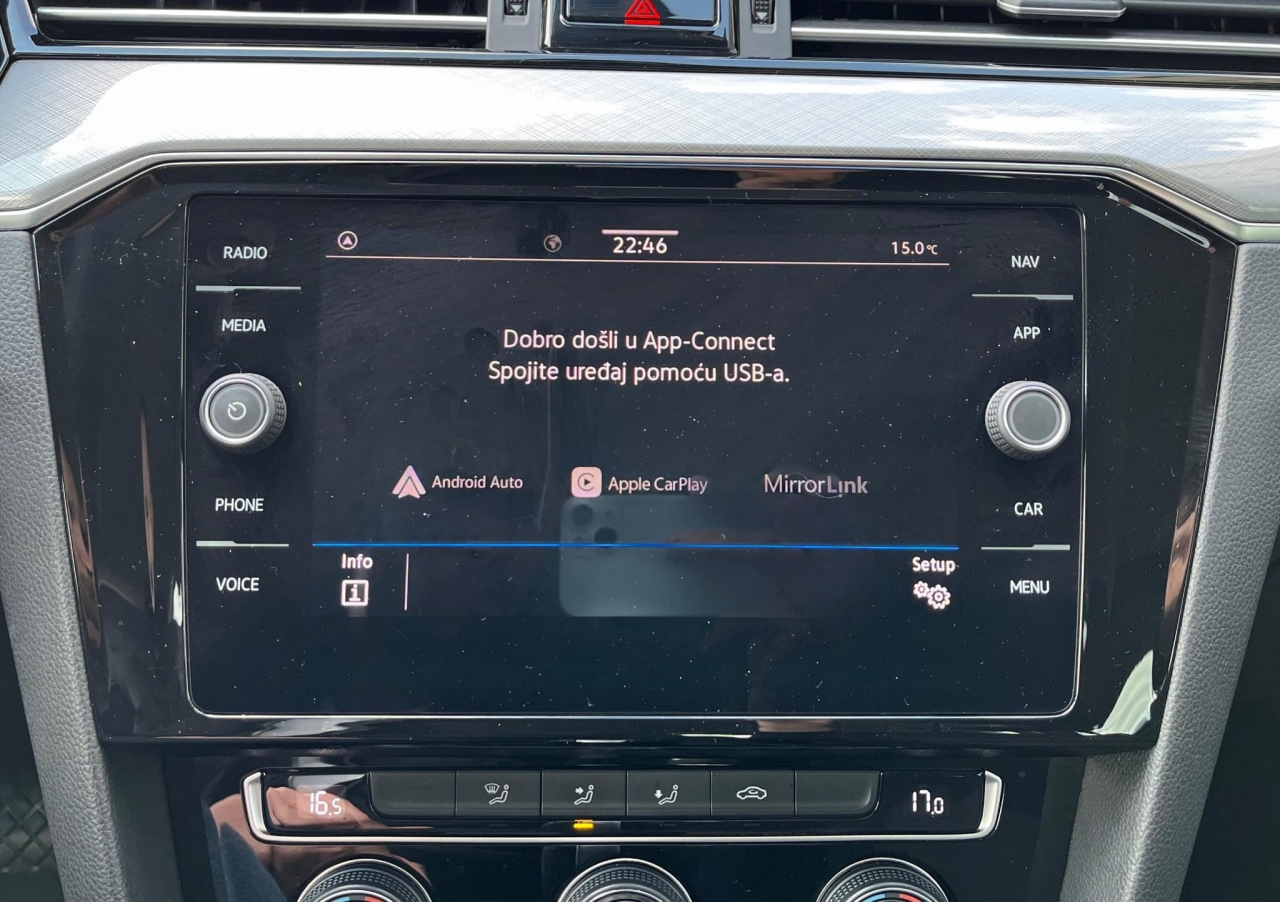 RADIO
MEDIA
PHONE
VOICE
22:46
15.0 °C
Dobro došli u App-Connect
Spojite uređaj pomoću USB-a.
Android Auto
Apple CarPlay
MirrorLink
Info
Setup
NAV
APP
CAR
MENU
16.5
17.0